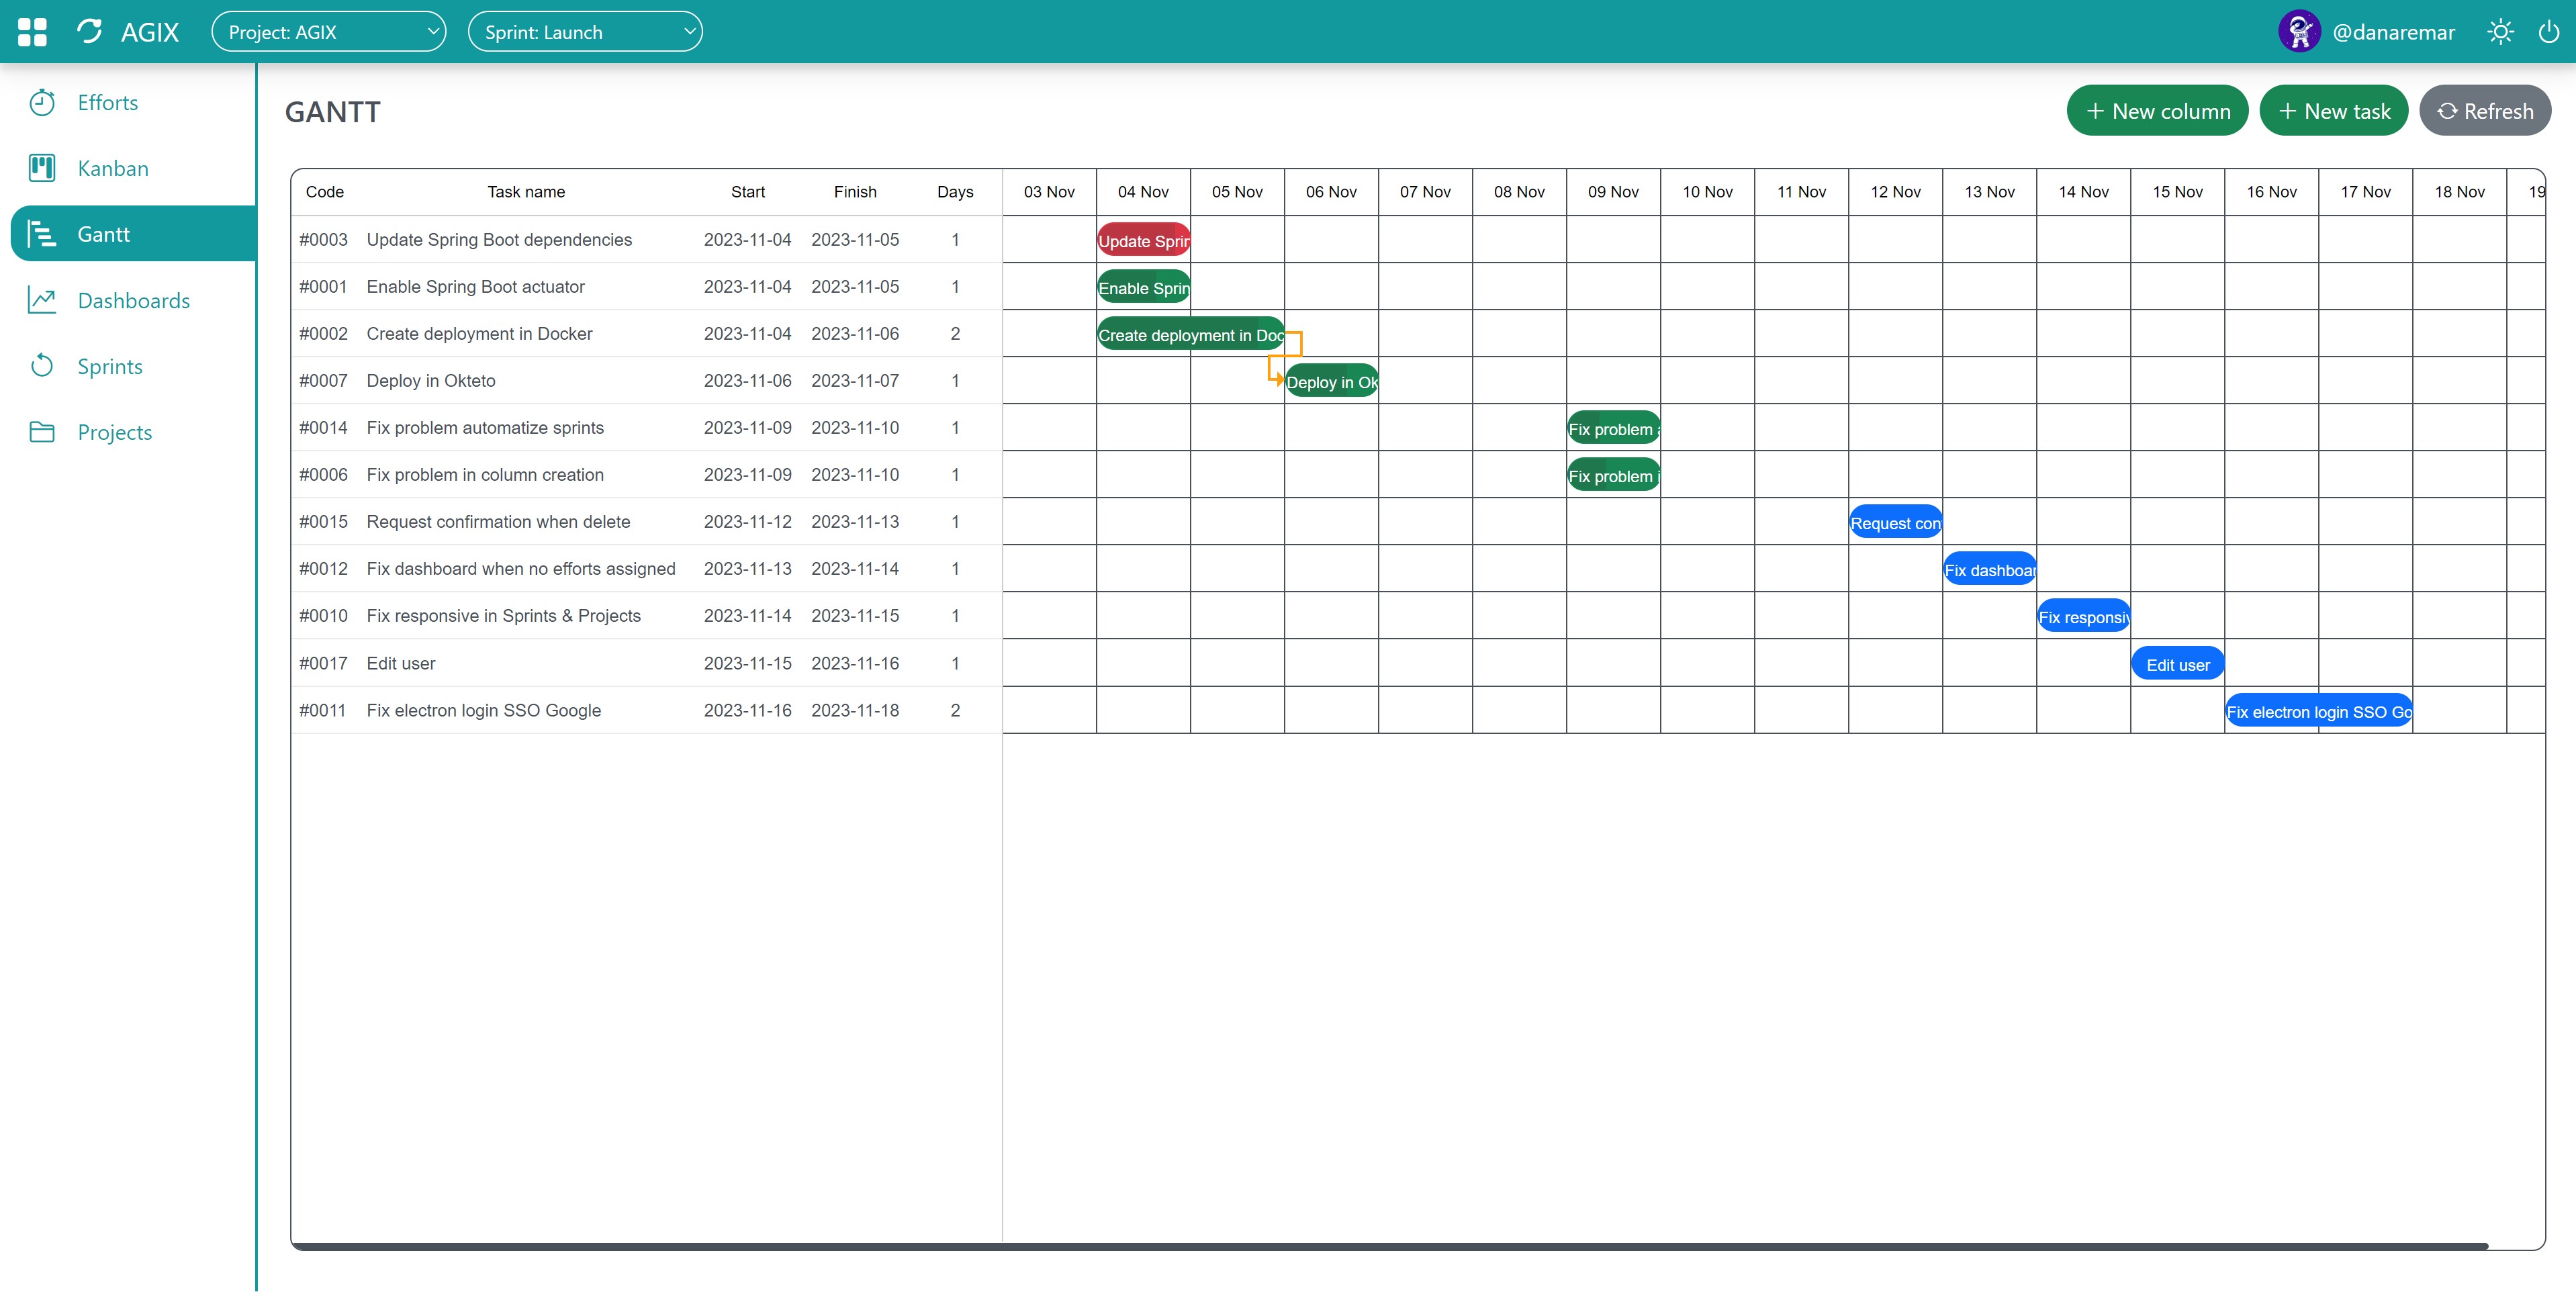 AGIX Project: AGIX Sprint: Launch @danaremar
Efforts
Kanban
Gantt
Dashboards
Sprints
Projects
GANTT
New column New task Refresh
Code Task name Start Finish Days 03 Nov 04 Nov 05 Nov 06 Nov 07 Nov 08 Nov 09 Nov 10 Nov 11 Nov 12 Nov 13 Nov 14 Nov 15 Nov 16 Nov 17 Nov 18 Nov 19
#0003 Update Spring Boot dependencies 2023-11-04 2023-11-05 1 Update Sprin
#0001 Enable Spring Boot actuator 2023-11-04 2023-11-05 1 Enable Sprin
#0002 Create deployment in Docker 2023-11-04 2023-11-06 2 Create deployment in Doc
#0007 Deploy in Okteto 2023-11-06 2023-11-07 1 Deploy in Ok
#0014 Fix problem automatize sprints 2023-11-09 2023-11-10 1 Fix problem a
#0006 Fix problem in column creation 2023-11-09 2023-11-10 1 Fix problem i
#0015 Request confirmation when delete 2023-11-12 2023-11-13 1 Request con
#0012 Fix dashboard when no efforts assigned 2023-11-13 2023-11-14 1 Fix dashboar
#0010 Fix responsive in Sprints & Projects 2023-11-14 2023-11-15 1 Fix responsiv
#0017 Edit user 2023-11-15 2023-11-16 1 Edit user
#0011 Fix electron login SSO Google 2023-11-16 2023-11-18 2 Fix electron login SSO Go